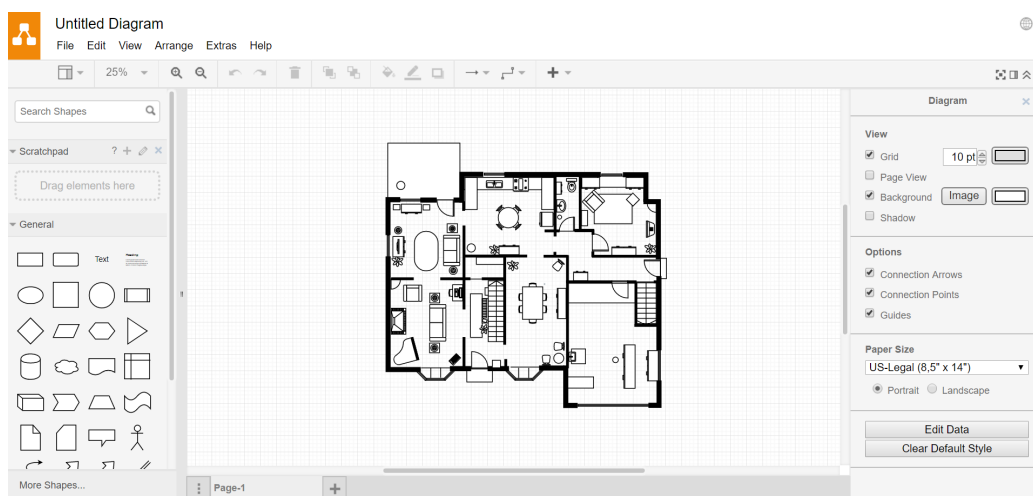 Untitled Diagram
File Edit View Arrange Extras Help
25%
Search Shapes
Scratchpad ?
Drag elements here
General
Text
More Shapes...
Page-1
Diagram
View
Grid 10 pt
Page View
Background Image
Shadow
Options
Connection Arrows
Connection Points
Guides
Paper Size
US-Legal (8,5" x 14")
Portrait Landscape
Edit Data
Clear Default Style